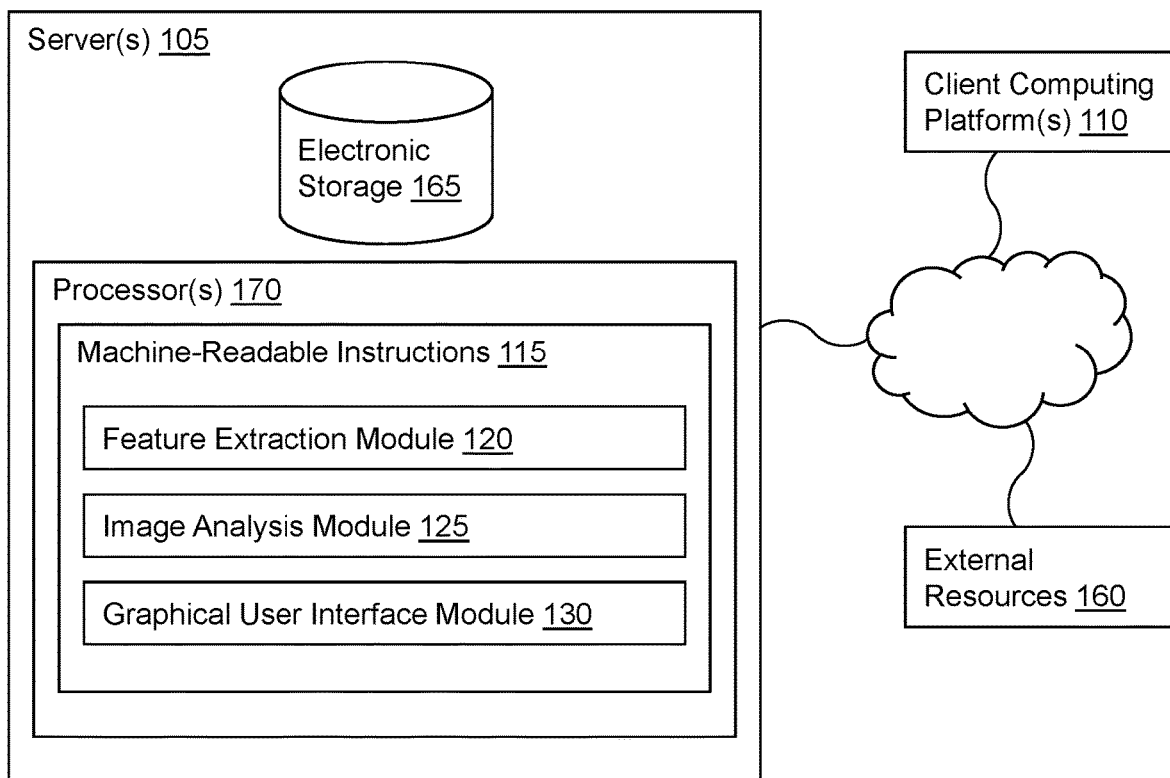 Server(s) 105
Electronic
Storage 165
Processor(s) 170
Machine-Readable Instructions 115
Feature Extraction Module 120
Image Analysis Module 125
Graphical User Interface Module 130
Client Computing
Platform(s) 110
External
Resources 160